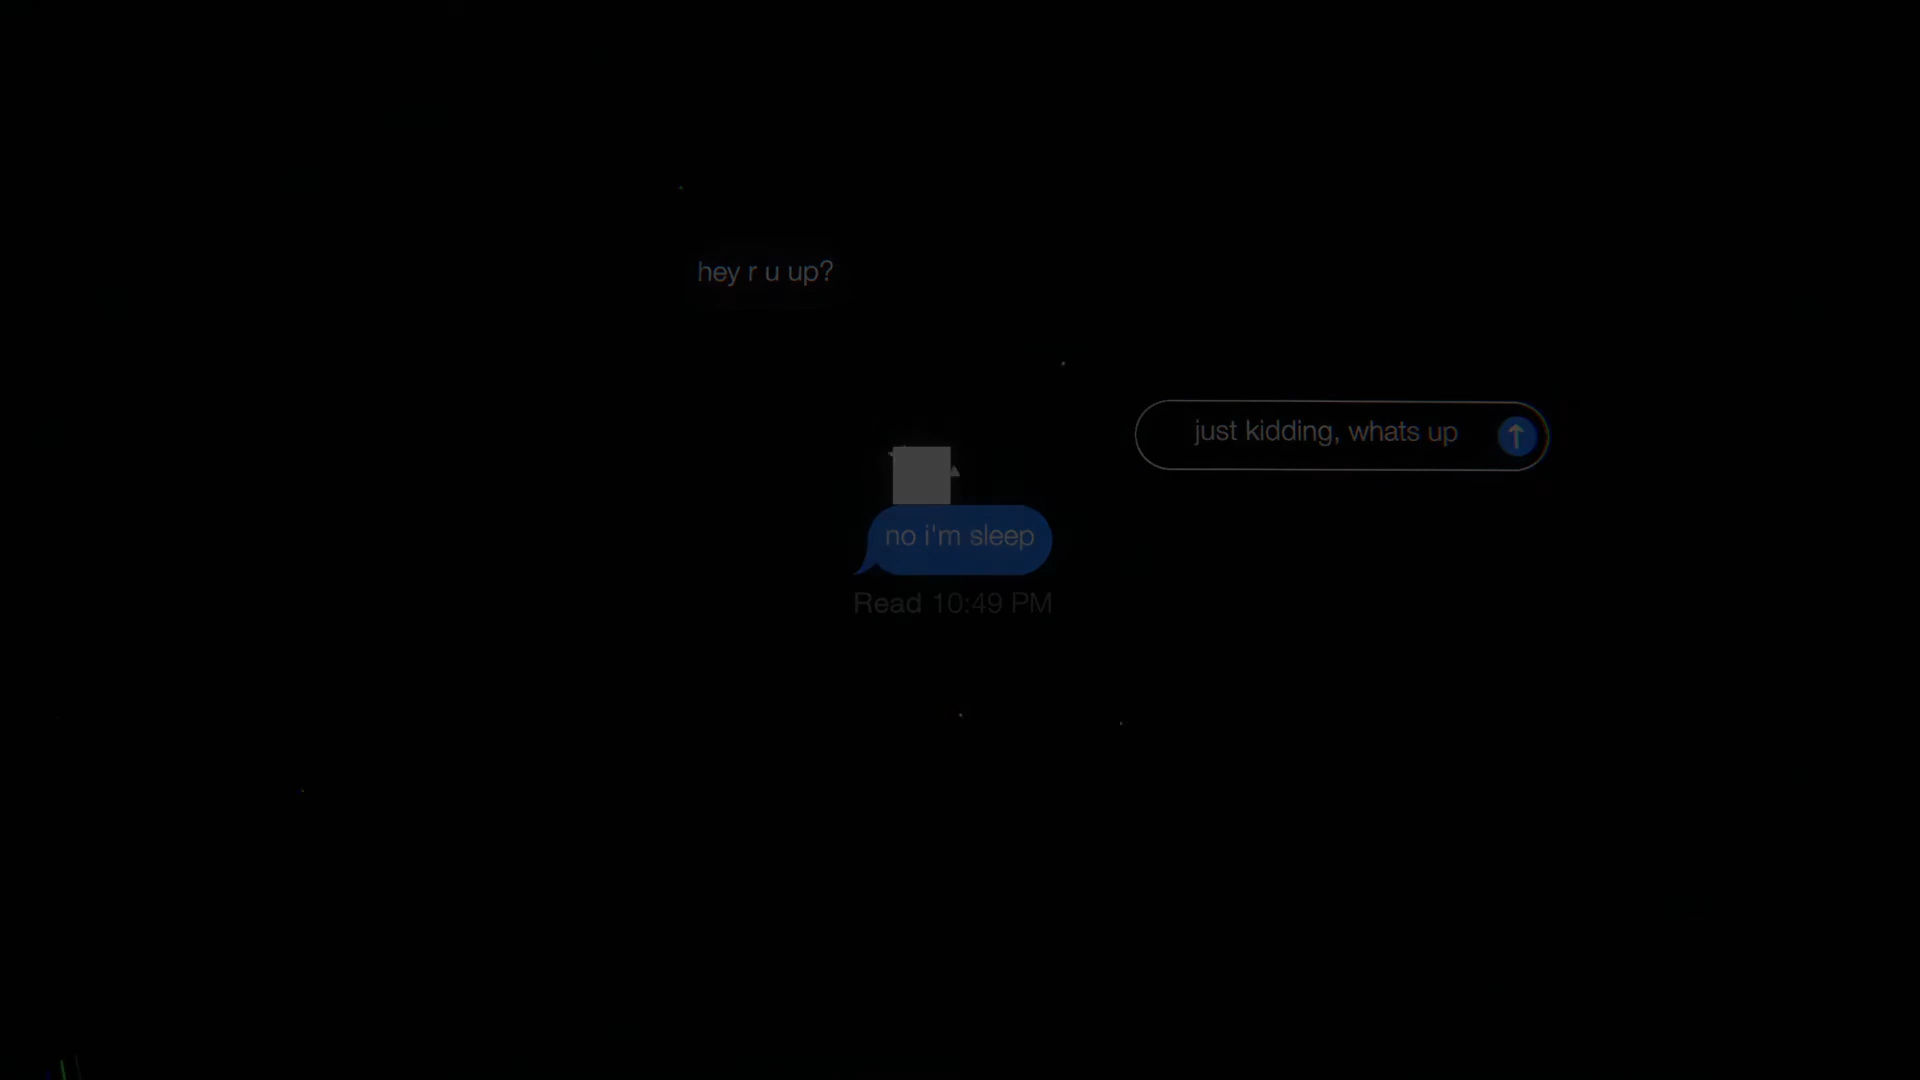 hey r u up?
just kidding, whats up
no i'm sleep
Read 10:49 PM